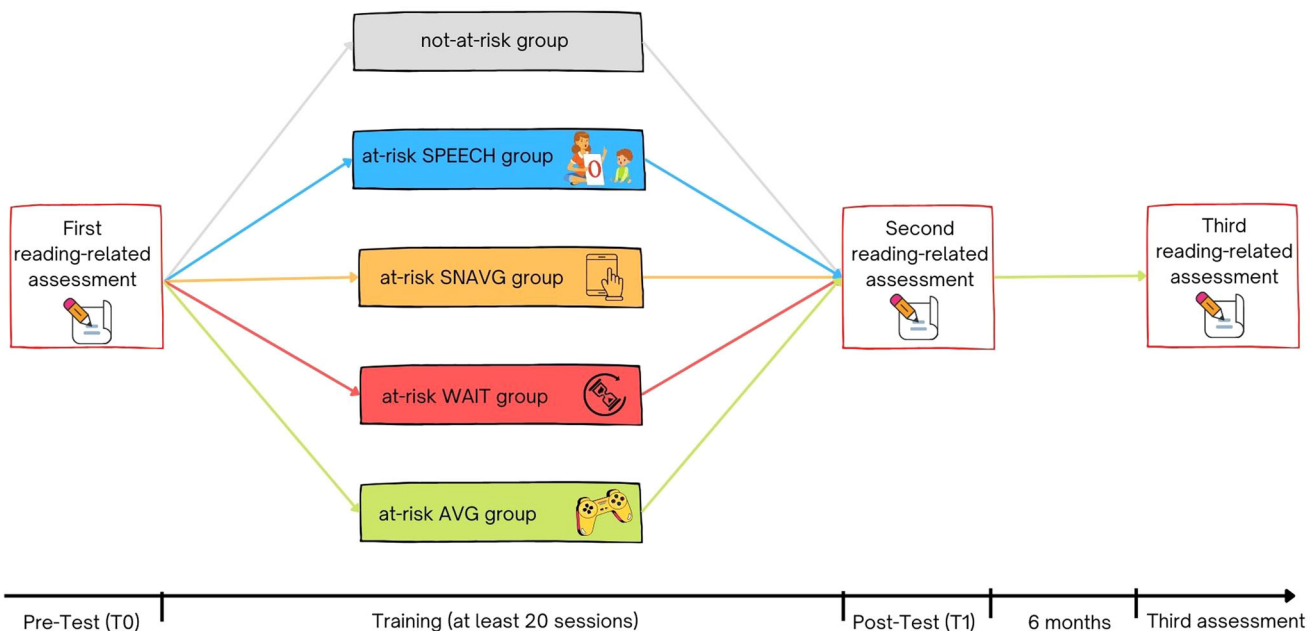 not-at-risk group
at-risk SPEECH group
O
First
reading-related
assessment
at-risk SNAVG group
Second
reading-related
assessment
Third
reading-related
assessment
at-risk WAIT group
at-risk AVG group
Pre-Test (T0)
Training (at least 20 sessions)
Post-Test (T1)
6 months
Third assessment